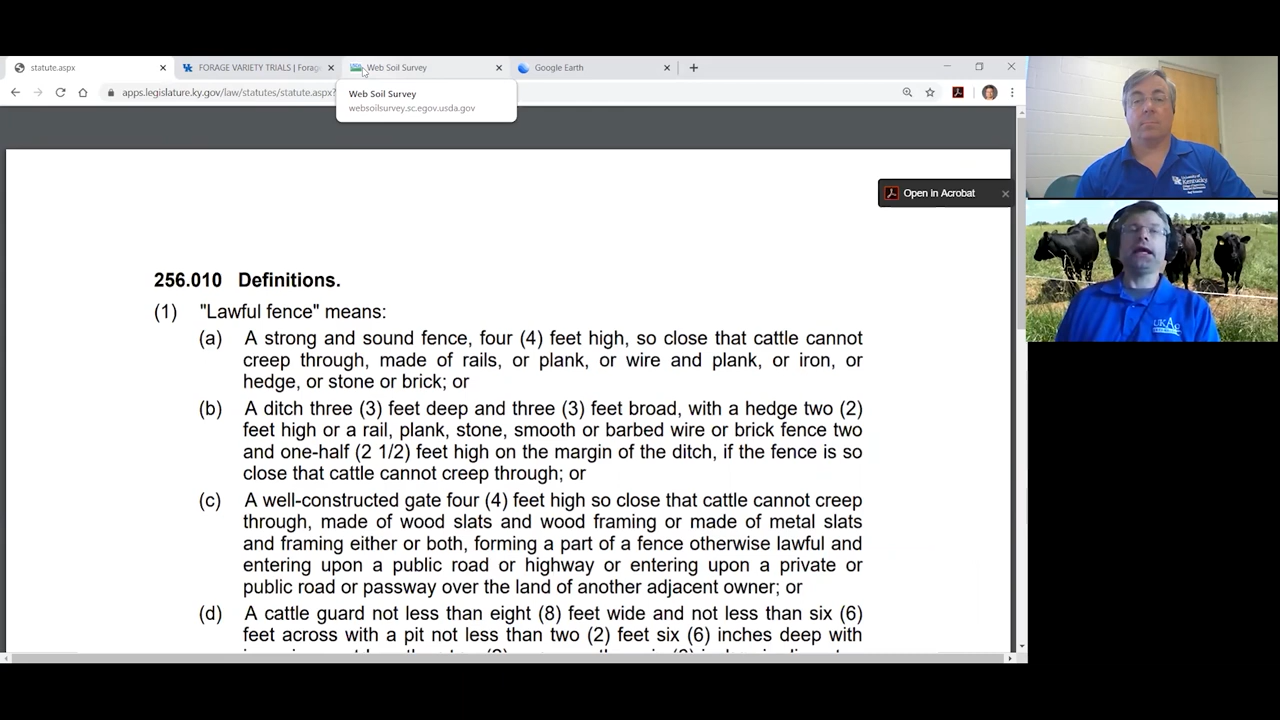 statute.aspx
FORAGE VARIETY TRIALS | Forag
Web Soil Survey
Google Earth
apps.legislature.ky.gov/law/statutes/statute.aspx?
Web Soil Survey
websoilsurvey.sc.egov.usda.gov
Open in Acrobat
256.010 Definitions.
(1) "Lawful fence" means:
(a) A strong and sound fence, four (4) feet high, so close that cattle cannot
creep through, made of rails, or plank, or wire and plank, or iron, or
hedge, or stone or brick; or
(b) A ditch three (3) feet deep and three (3) feet broad, with a hedge two (2)
feet high or a rail, plank, stone, smooth or barbed wire or brick fence two
and one-half (2 1/2) feet high on the margin of the ditch, if the fence is so
close that cattle cannot creep through; or
(c) A well-constructed gate four (4) feet high so close that cattle cannot creep
through, made of wood slats and wood framing or made of metal slats
and framing either or both, forming a part of a fence otherwise lawful and
entering upon a public road or highway or entering upon a private or
public road or passway over the land of another adjacent owner; or
(d) A cattle guard not less than eight (8) feet wide and not less than six (6)
feet across with a pit not less than two (2) feet six (6) inches deep with
University of
Kentucky
UKAg